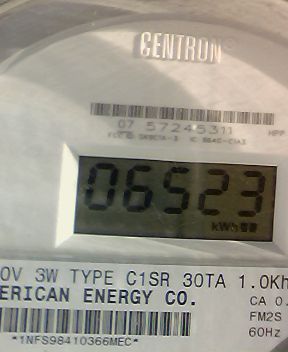 CENTRON®
07 57245311
HPP
06523
kWh
0V 3W TYPE C1SR 30TA 1.0Kh
ERICAN ENERGY CO.
CA 0.
FM2S
60Hz
*1NFS98410366MEC*